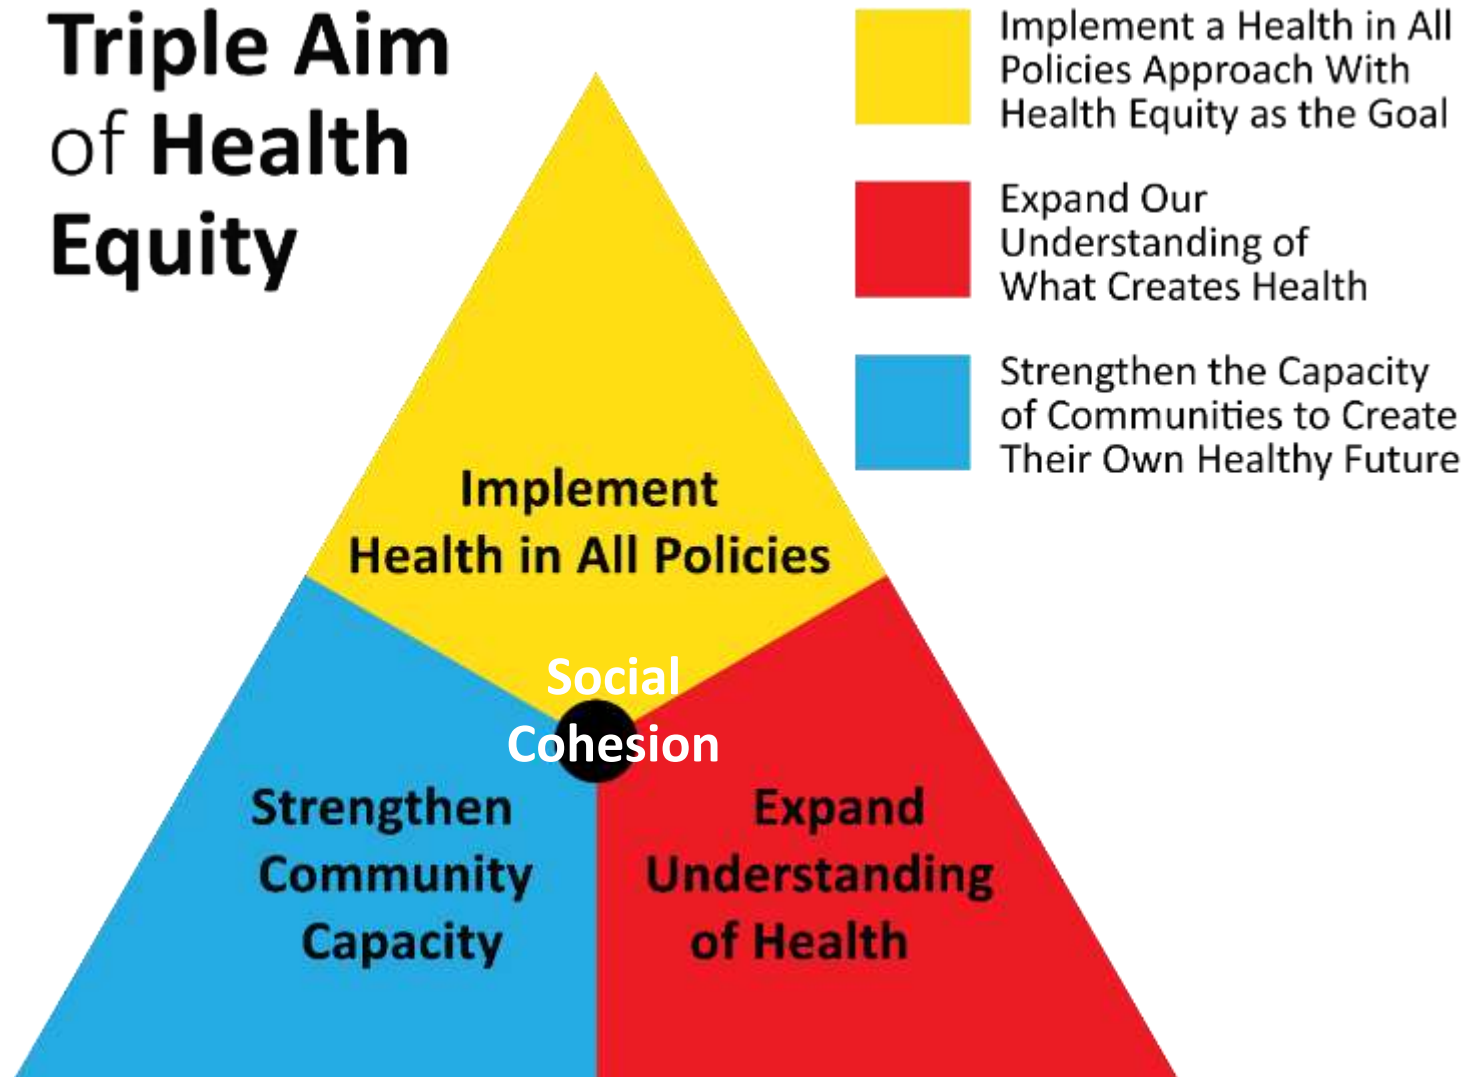 Triple Aim
of Health
Equity
Implement a Health in All
Policies Approach With
Health Equity as the Goal
Expand Our
Understanding of
What Creates Health
Strengthen the Capacity
of Communities to Create
Their Own Healthy Future
Implement
Health in All Policies
Social
Cohesion
Strengthen
Community
Capacity
Expand
Understanding
of Health